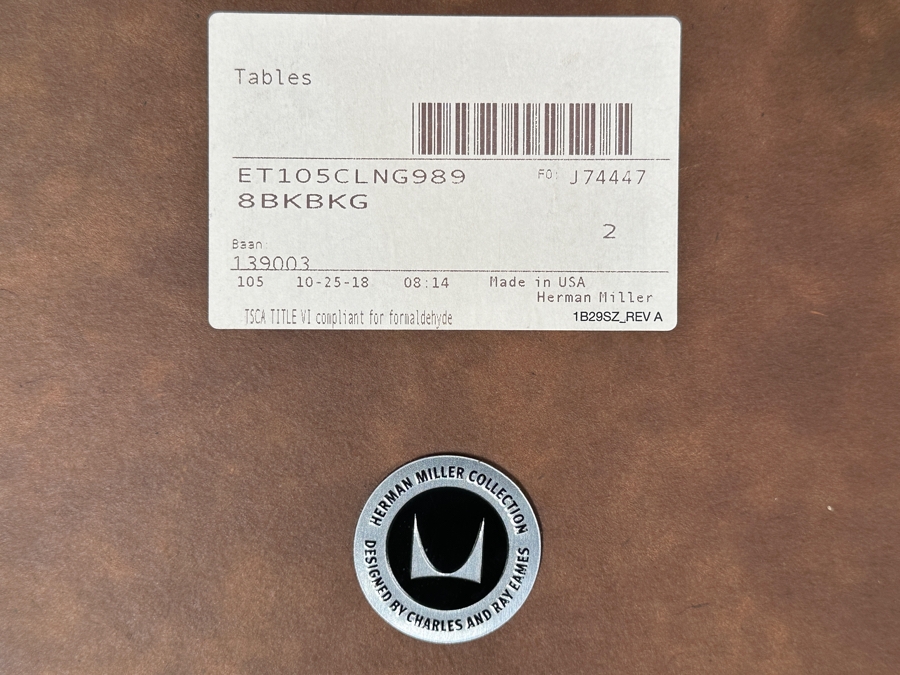 Tables
ET105CLNG989 FO: J74447
8BKBKG
2
Baan:
139003
105 10-25-18 08:14 Made in USA
Herman Miller
TSCA TITLE VI compliant for formaldehyde 1B29SZ_REV A
HERMAN MILLER COLLECTION
DESIGNED BY CHARLES AND RAY EAMES